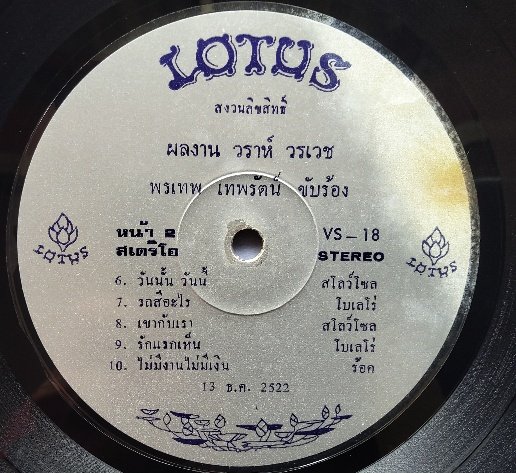 LOTUS
สงวนลิขสิทธิ์
ผลงาน วราห์ วรเวช
พรเทพ เทพรัตน์ ขับร้อง
หน้า 2 VS-18
สเตริโอ STEREO
LOTUS LOTUS
6. วันนั้น วันนี้ สโลว์โซล
7. รถสีอะไร โบเลโร่
8. เขากับเรา สโลว์โซล
9. รักแรกเห็น โบเลโร่
10. ไม่มีงานไม่มีเงิน ร้อค
13 ธ.ค. 2522